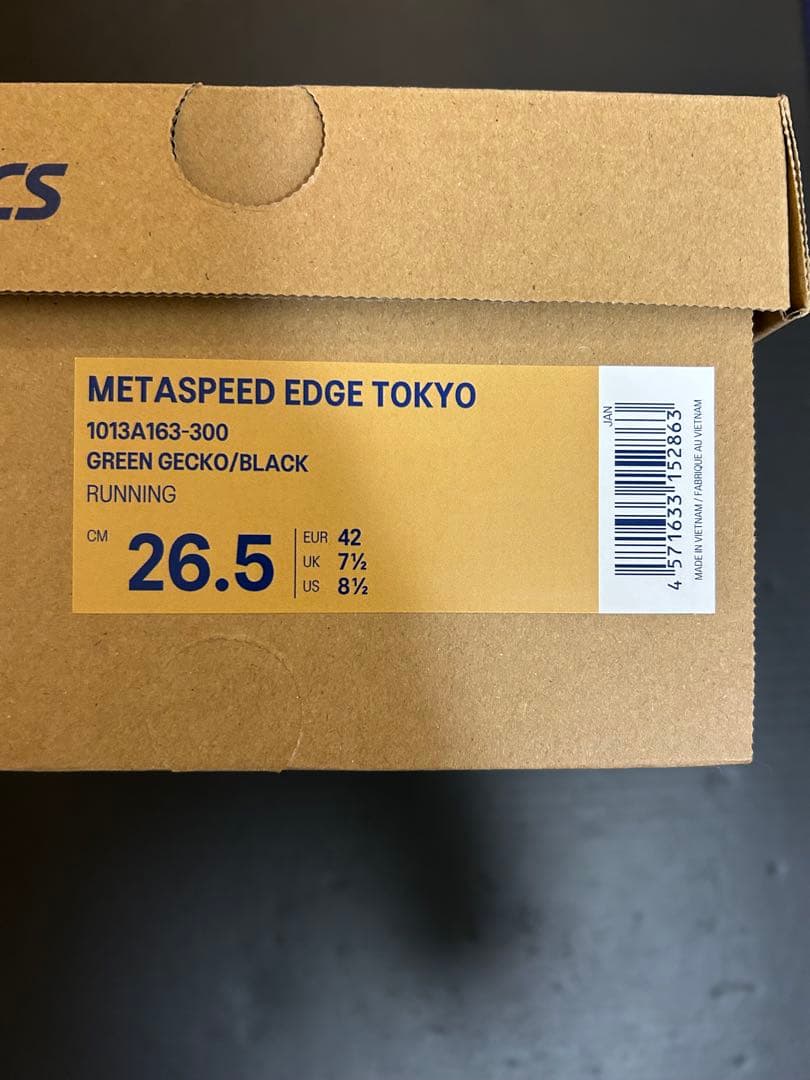 CS
METASPEED EDGE TOKYO
1013A163-300
GREEN GECKO/BLACK
RUNNING
CM 26.5
EUR 42
UK 7½
US 8½
JAN
4 571633 152863
MADE IN VIETNAM / FABRIQUE AU VIETNAM